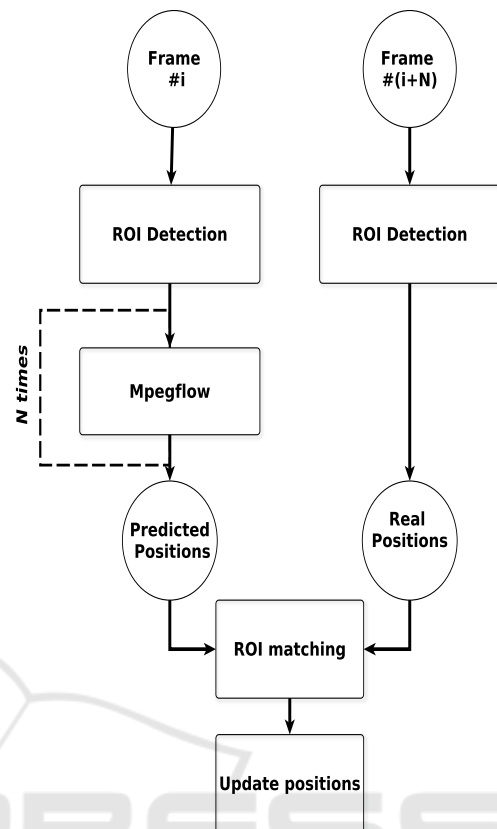 Frame
#i
Frame
#(i+N)
ROI Detection
ROI Detection
N times
Mpegflow
Predicted
Positions
Real
Positions
ROI matching
Update positions